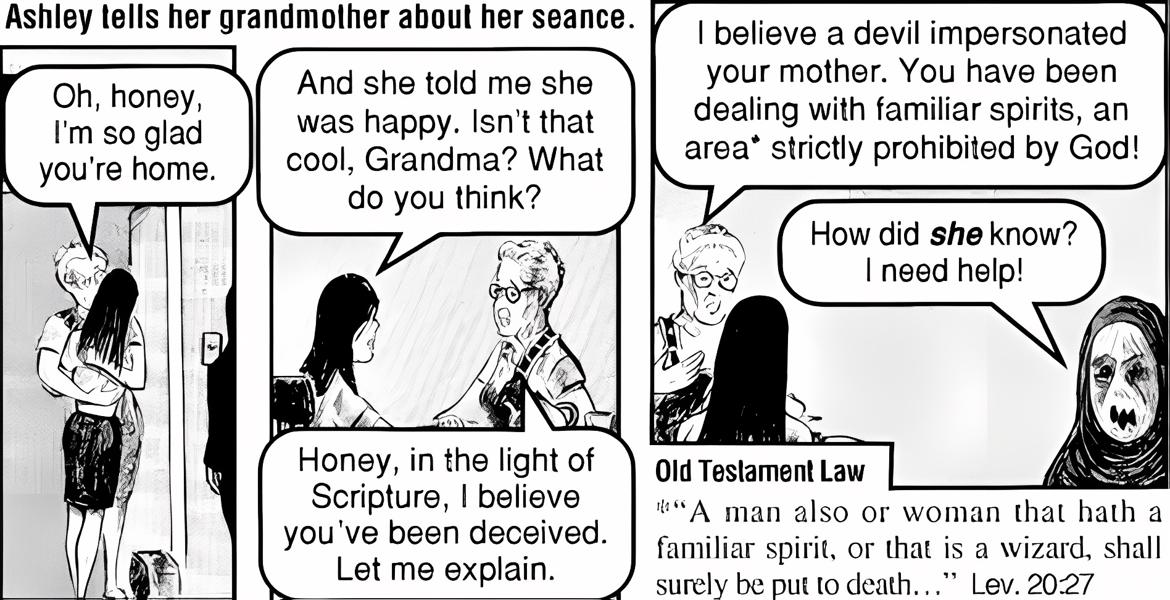 Ashley tells her grandmother about her seance.
Oh, honey,
I'm so glad
you're home.
And she told me she
was happy. Isn't that
cool, Grandma? What
do you think?
Honey, in the light of
Scripture, I believe
you've been deceived.
Let me explain.
I believe a devil impersonated
your mother. You have been
dealing with familiar spirits, an
area* strictly prohibited by God!
How did she know?
I need help!
Old Testament Law
"A man also or woman that hath a
familiar spirit, or that is a wizard, shall
surely be put to death..." Lev. 20:27